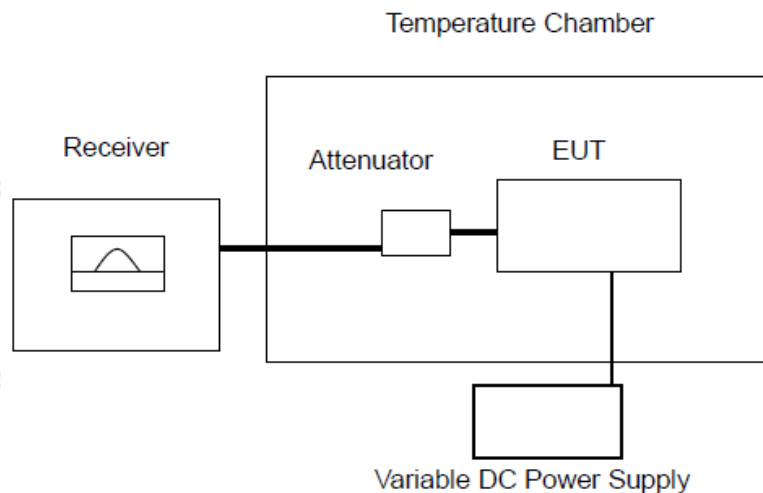 Temperature Chamber
Receiver
Attenuator
EUT
Variable DC Power Supply